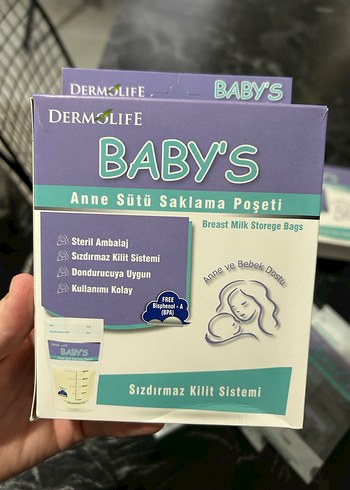 DERMOLIFE
BABY'S
DERMOLIFE
BABY'S
Anne Sütü Saklama Poşeti
Breast Milk Storege Bags
Steril Ambalaj
Sızdırmaz Kilit Sistemi
Dondurucuya Uygun
Kullanımı Kolay
FREE
Bisphenol - A
(BPA)
Anne ve Bebek Dostu
BABY'S
Sızdırmaz Kilit Sistemi